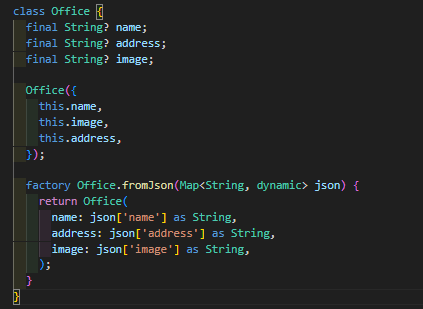 class Office {
  final String? name;
  final String? address;
  final String? image;

  Office({
    this.name,
    this.image,
    this.address,
  });

  factory Office.fromJson(Map<String, dynamic> json) {
    return Office(
      name: json['name'] as String,
      address: json['address'] as String,
      image: json['image'] as String,
    );
  }
}